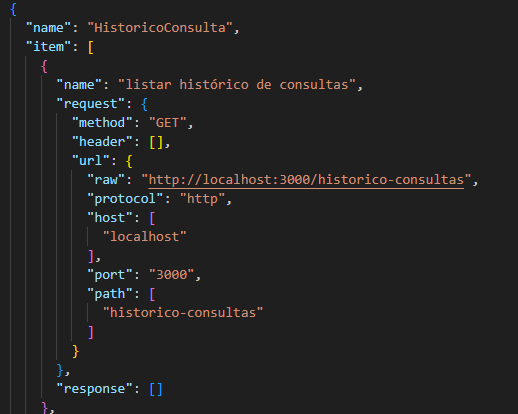 {
"name": "HistoricoConsulta",
"item": [
{
"name": "listar histórico de consultas",
"request": {
"method": "GET",
"header": [],
"url": {
"raw": "http://localhost:3000/historico-consultas",
"protocol": "http",
"host": [
"localhost"
],
"port": "3000",
"path": [
"historico-consultas"
]
}
},
"response": []
},